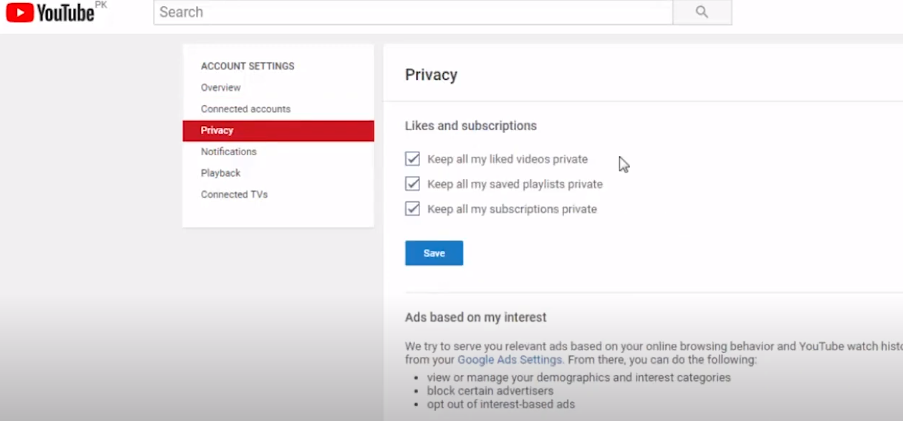 YouTube PK
Search
ACCOUNT SETTINGS
Overview
Connected accounts
Privacy
Notifications
Playback
Connected TVs
Privacy
Likes and subscriptions
Keep all my liked videos private
Keep all my saved playlists private
Keep all my subscriptions private
Save
Ads based on my interest
We try to serve you relevant ads based on your online browsing behavior and YouTube watch
from your Google Ads Settings. From there, you can do the following:
• view or manage your demographics and interest categories
• block certain advertisers
• opt out of interest-based ads